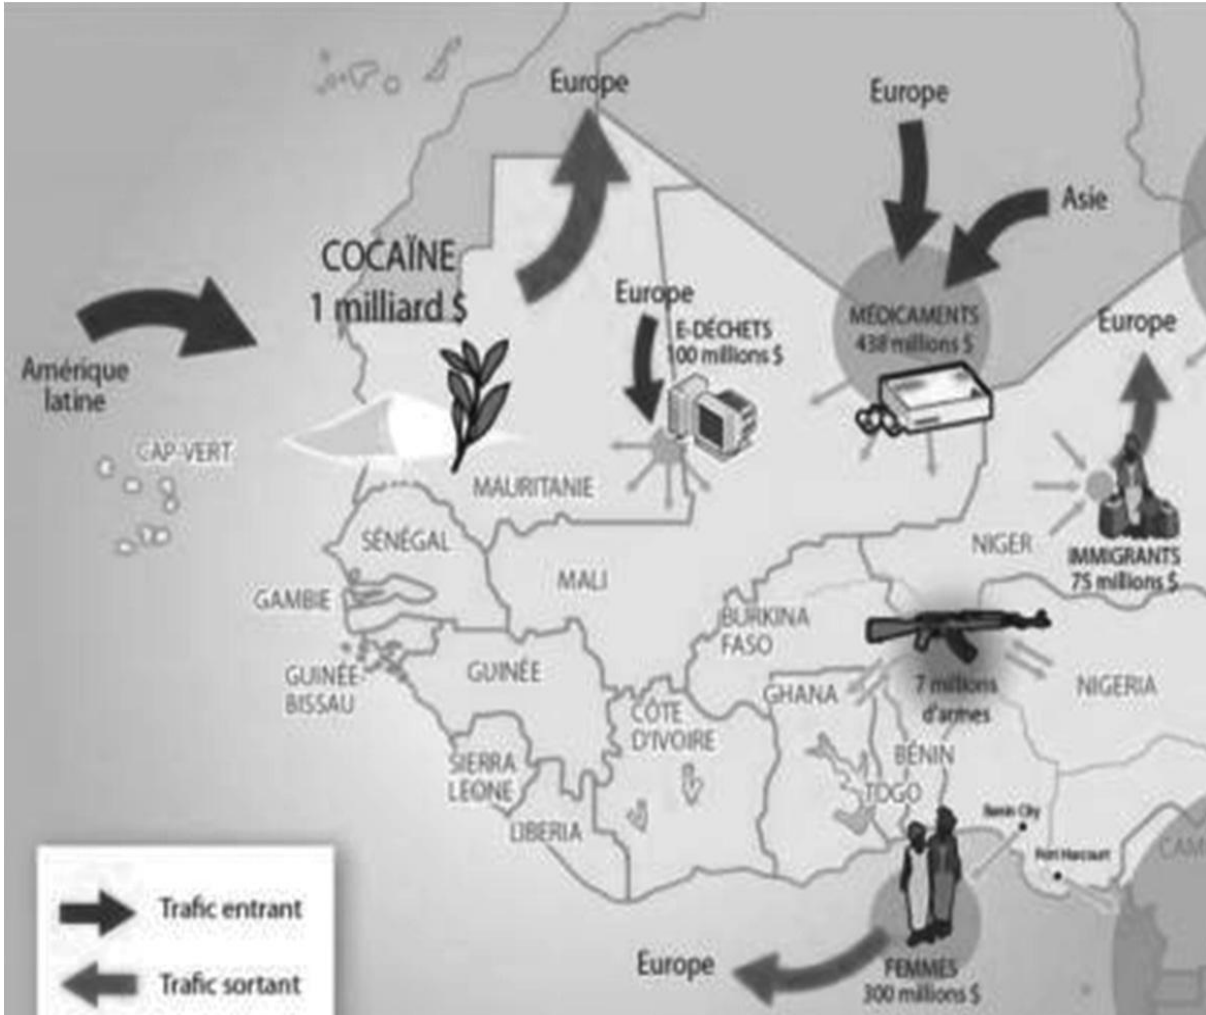 Europe
Europe
Asie
COCAÏNE
1 milliard $
Amérique
latine
Europe
E-DÉCHETS
100 millions $
MÉDICAMENTS
438 millions $
Europe
CAP-VERT
MAURITANIE
SÉNÉGAL
MALI
NIGER
IMMIGRANTS
75 millions $
GAMBIE
BURKINA
FASO
GUINÉE-
BISSAU
GUINÉE
GHANA
7 millions
d'armes
NIGERIA
CÔTE
D'IVOIRE
SIERRA
LEONE
BÉNIN
TOGO
LIBERIA
Benin City
Port Harcourt
CAM
Trafic entrant
Trafic sortant
Europe
FEMMES
300 millions $